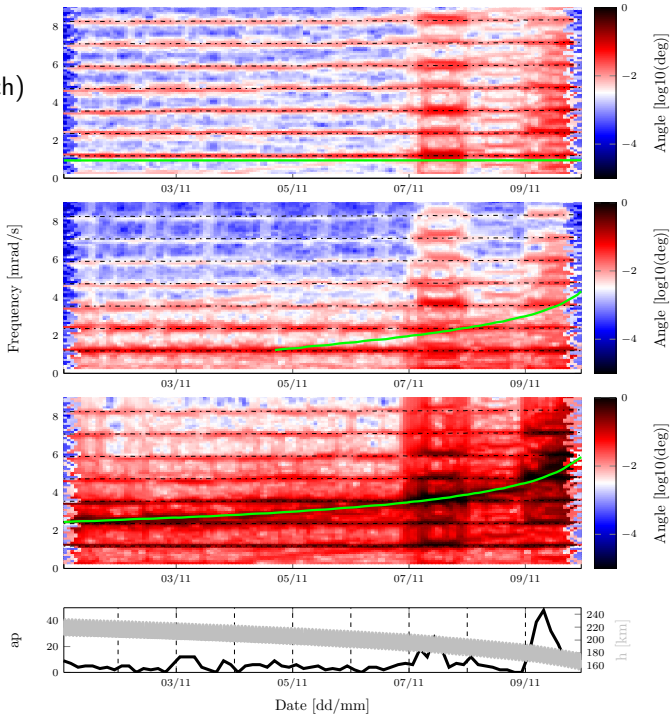 8
6
4
2
0
03/11 05/11 07/11 09/11
0
−2
−4
Angle [log10(deg)]
ch)
8
6
4
2
0
03/11 05/11 07/11 09/11
Frequency [mrad/s]
0
−2
−4
Angle [log10(deg)]
8
6
4
2
0
03/11 05/11 07/11 09/11
0
−2
−4
Angle [log10(deg)]
40
20
0
ap
03/11 05/11 07/11 09/11
240
220
200
180
160
h [km]
Date [dd/mm]